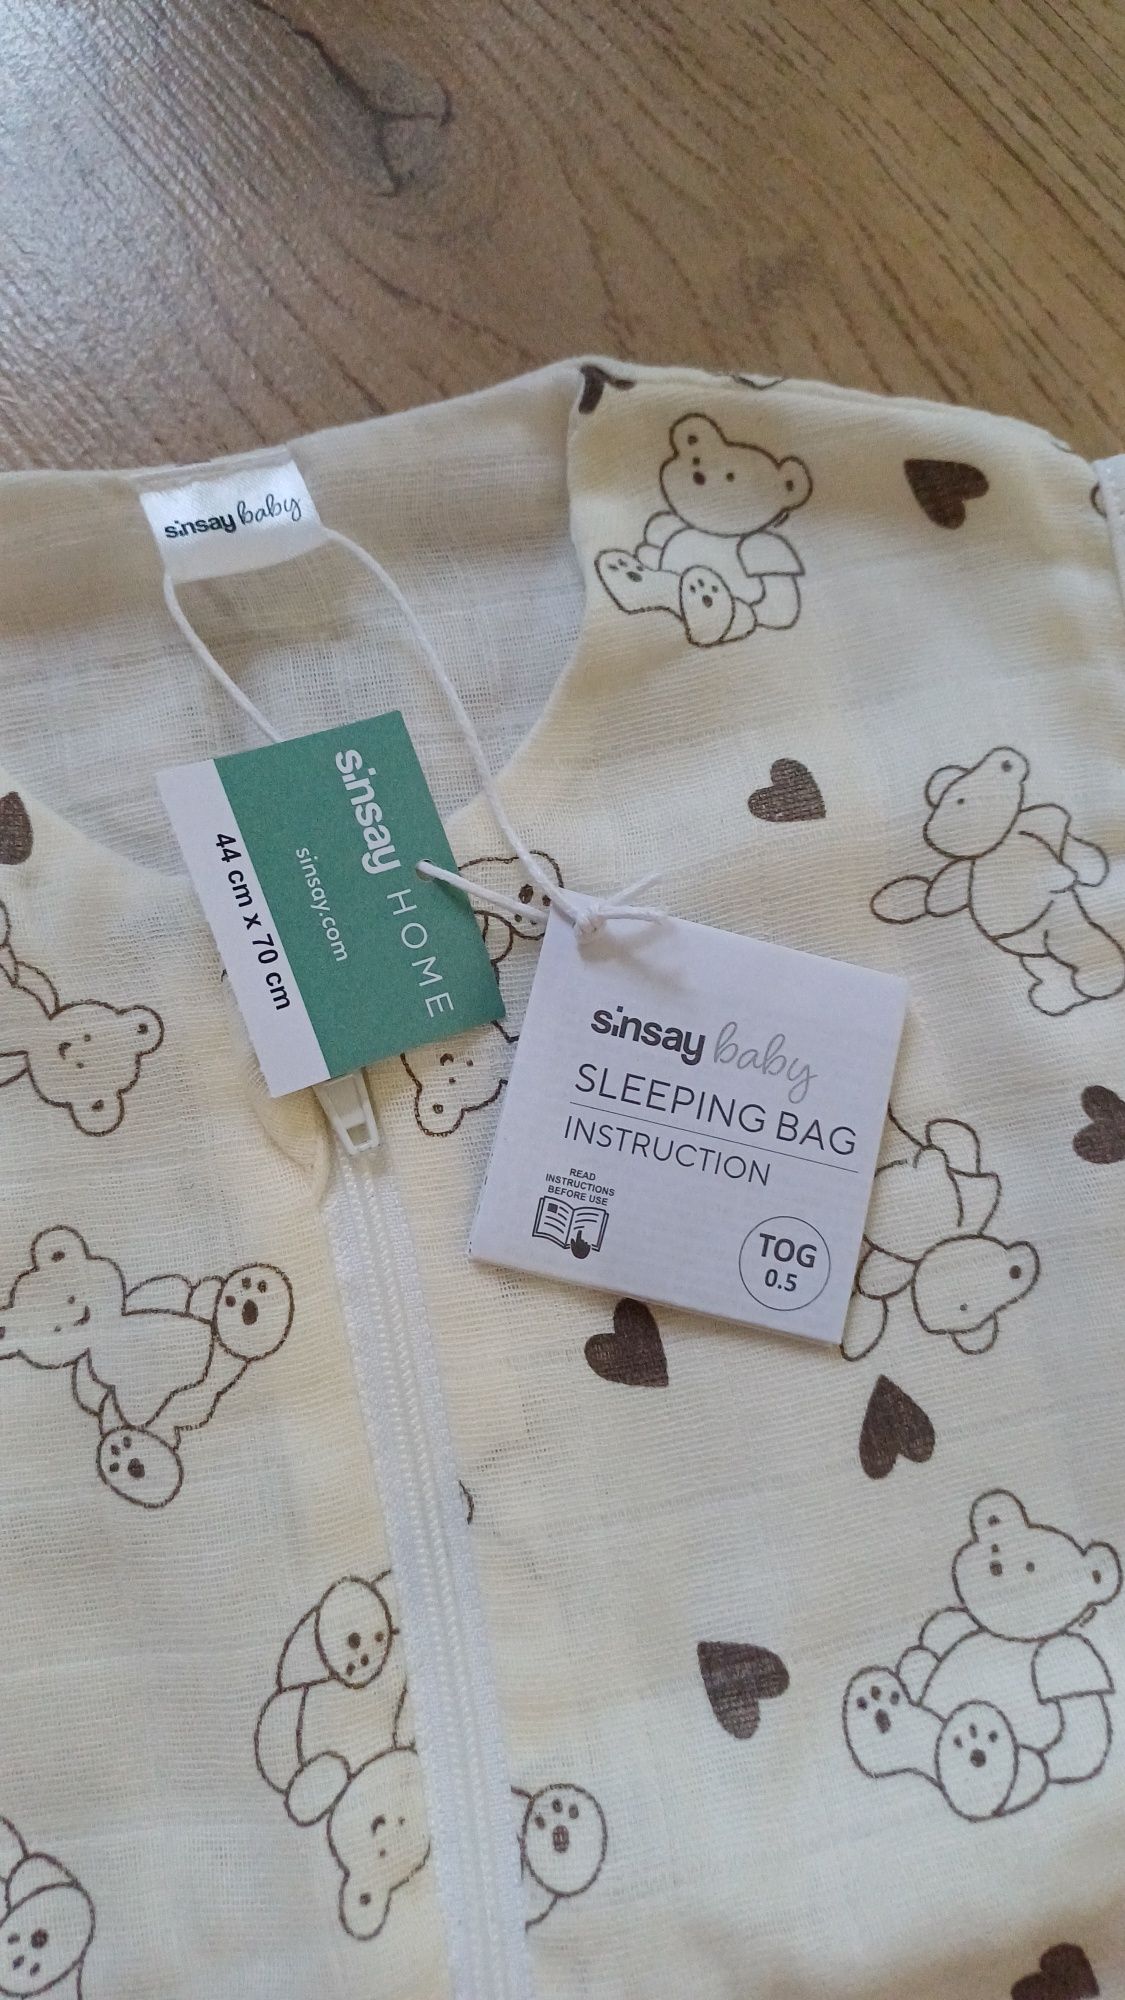 sinsay baby
sinsay HOME
sinsay.com
44 cm x 70 cm
sinsay baby
SLEEPING BAG
INSTRUCTION
READ
INSTRUCTIONS
BEFORE USE
TOG
0.5